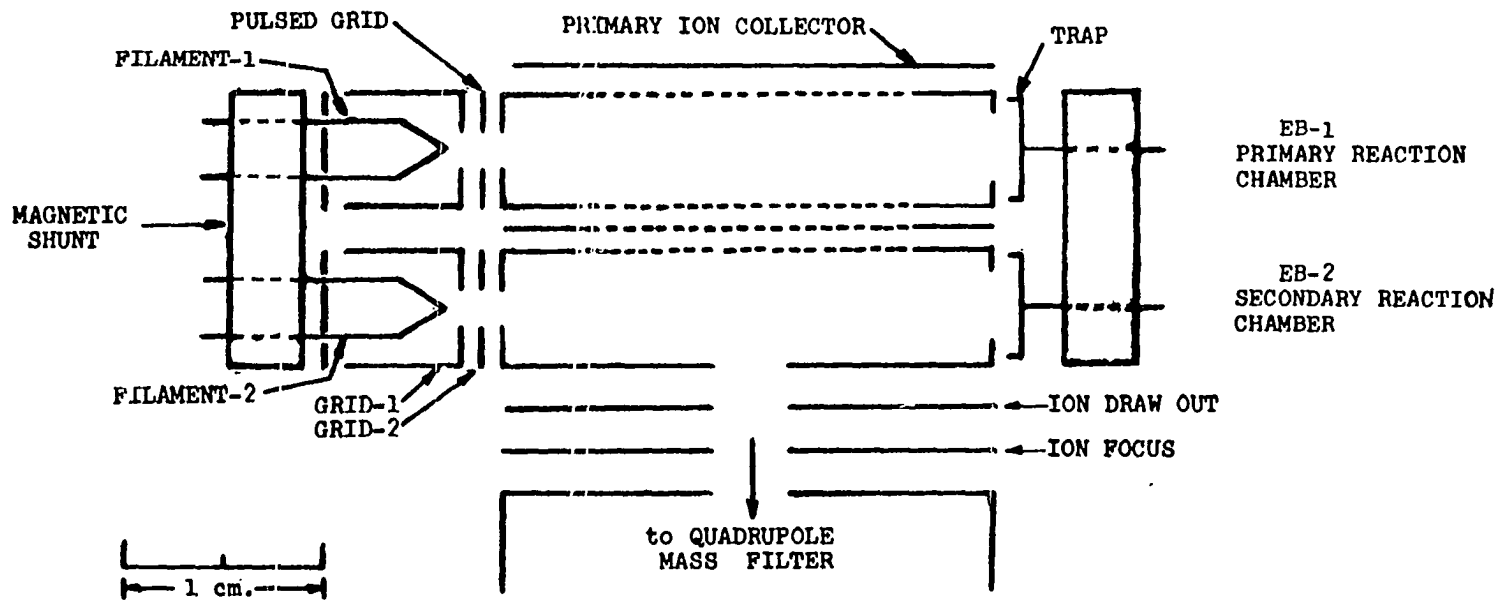 PULSED GRID
PRIMARY ION COLLECTOR
TRAP
FILAMENT-1
EB-1
PRIMARY REACTION
CHAMBER
MAGNETIC
SHUNT
EB-2
SECONDARY REACTION
CHAMBER
FILAMENT-2
GRID-1
GRID-2
ION DRAW OUT
ION FOCUS
to QUADRUPOLE
MASS FILTER
1 cm.